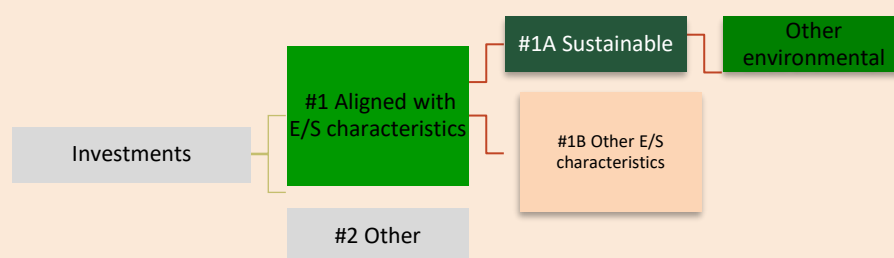 Investments
#1 Aligned with
E/S characteristics
#2 Other
#1A Sustainable
#1B Other E/S
characteristics
Other
environmental